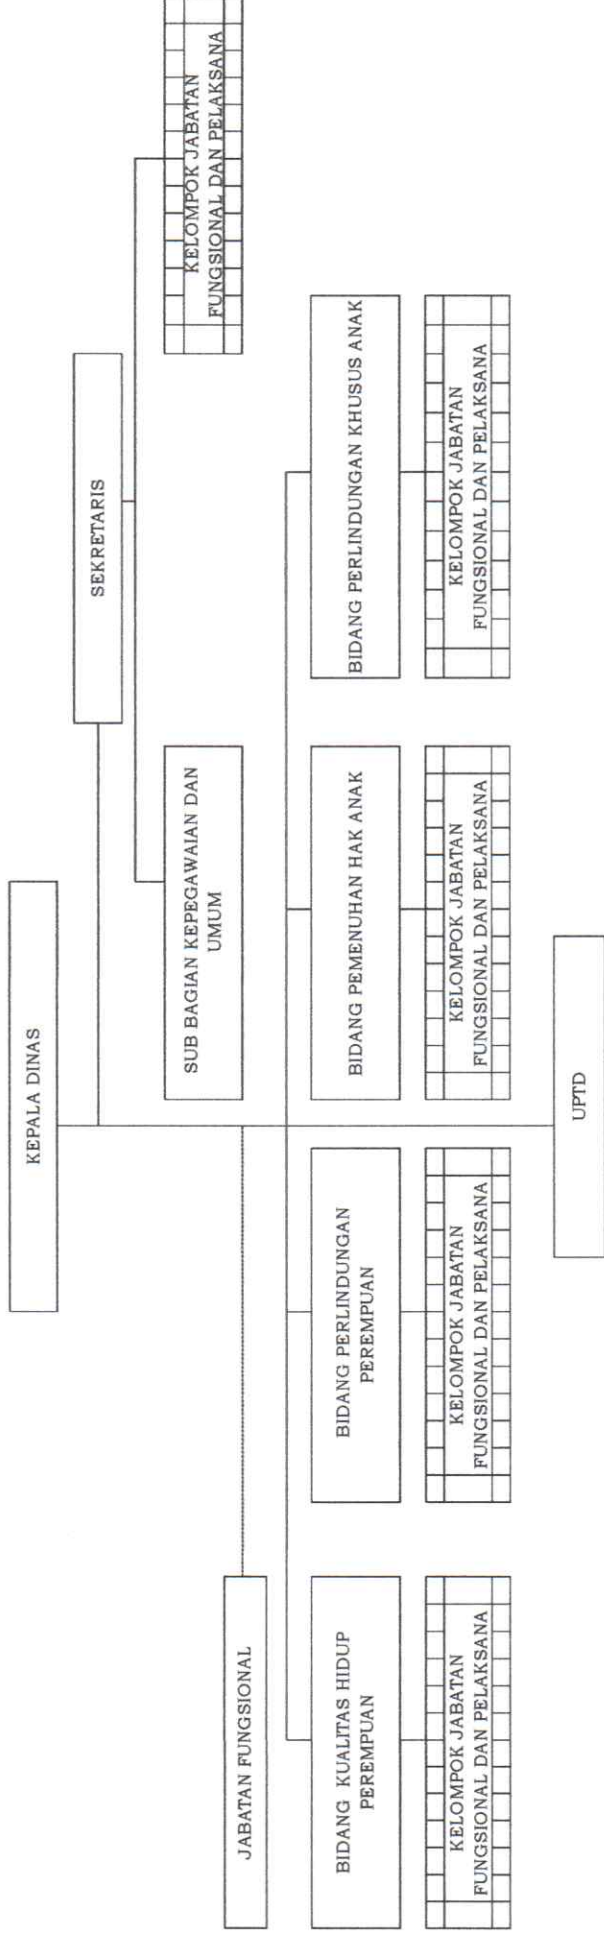 KEPALA DINAS
SEKRETARIS
SUB BAGIAN KEPEGAWAIAN DAN
UMUM
KELOMPOK JABATAN
FUNGSIONAL DAN PELAKSANA
JABATAN FUNGSIONAL
BIDANG KUALITAS HIDUP
PEREMPUAN
BIDANG PERLINDUNGAN
PEREMPUAN
BIDANG PEMENUHAN HAK ANAK
BIDANG PERLINDUNGAN KHUSUS ANAK
KELOMPOK JABATAN
FUNGSIONAL DAN PELAKSANA
KELOMPOK JABATAN
FUNGSIONAL DAN PELAKSANA
KELOMPOK JABATAN
FUNGSIONAL DAN PELAKSANA
KELOMPOK JABATAN
FUNGSIONAL DAN PELAKSANA
UPTD